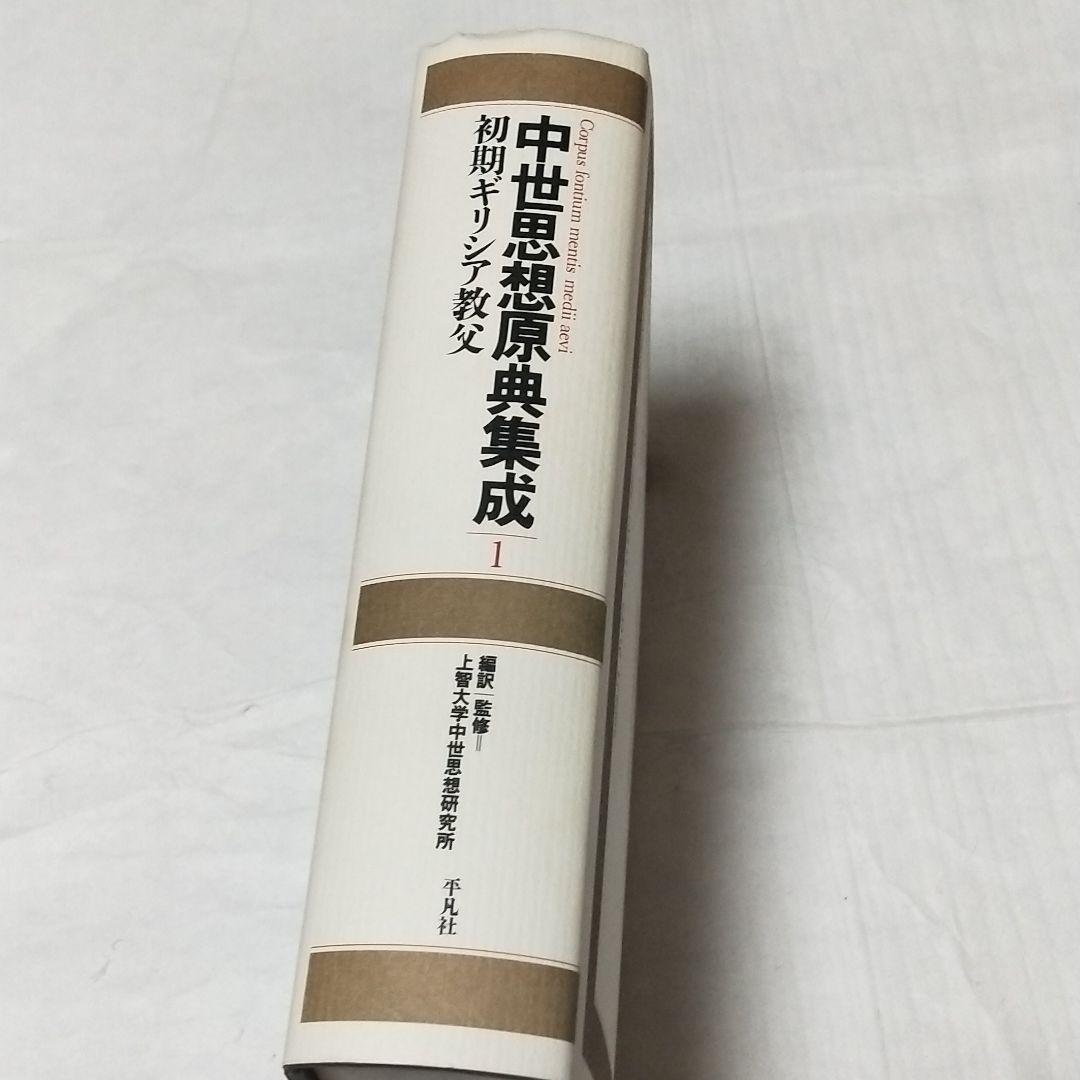 Corpus fontium mentis medii aevi
中世思想原典集成
初期ギリシア教父
1
編訳 監修＝
上智大学中世思想研究所
平凡社